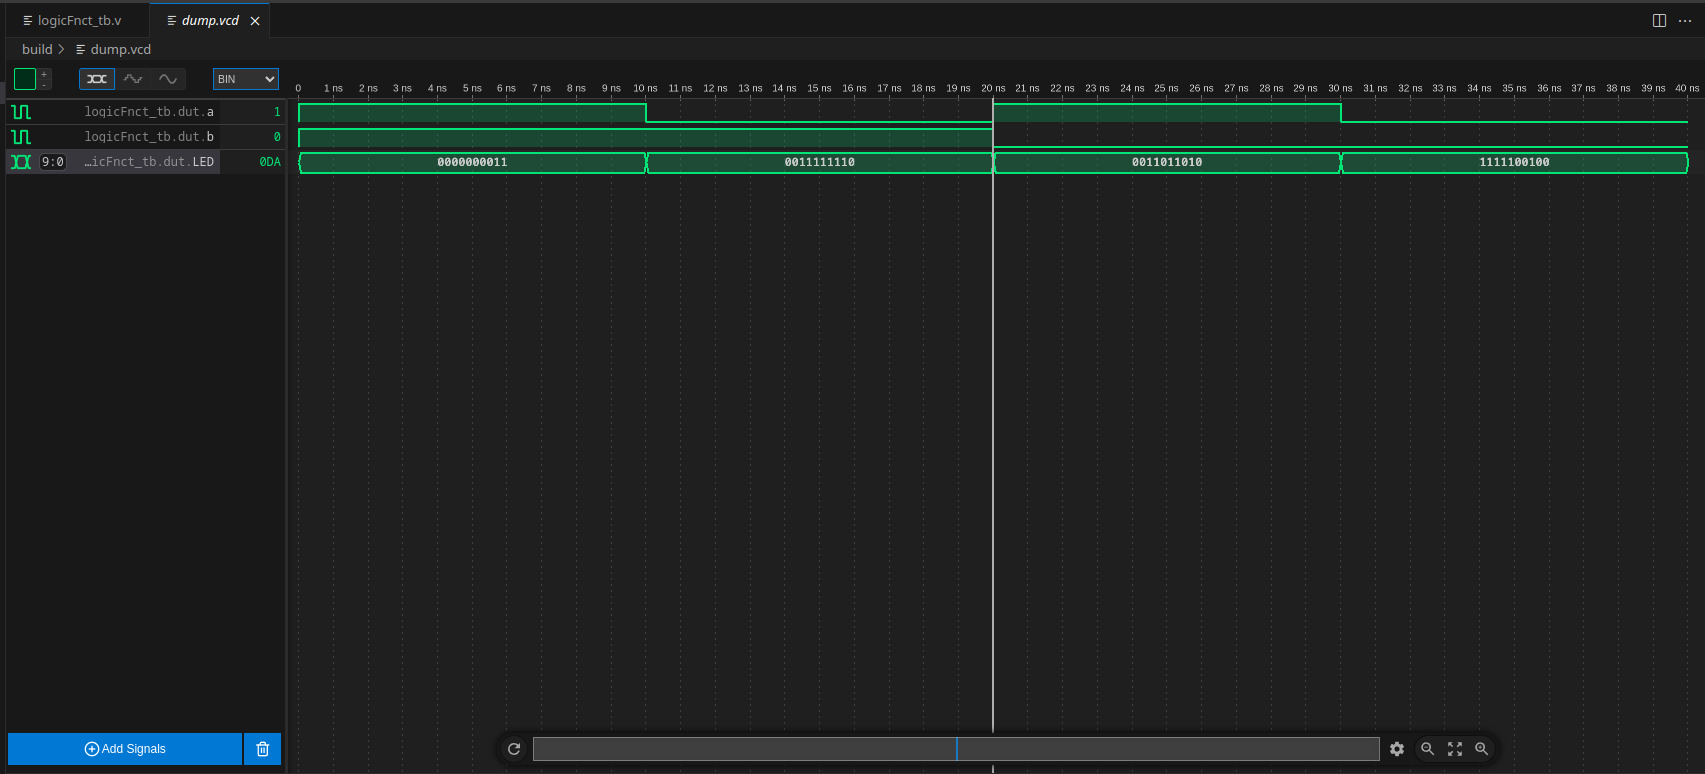 logicFnct_tb.v dump.vcd
build > dump.vcd
+
-
BIN
0 1 ns 2 ns 3 ns 4 ns 5 ns 6 ns 7 ns 8 ns 9 ns 10 ns 11 ns 12 ns 13 ns 14 ns 15 ns 16 ns 17 ns 18 ns 19 ns 20 ns 21 ns 22 ns 23 ns 24 ns 25 ns 26 ns 27 ns 28 ns 29 ns 30 ns 31 ns 32 ns 33 ns 34 ns 35 ns 36 ns 37 ns 38 ns 39 ns 40 ns
logicFnct_tb.dut.a 1
logicFnct_tb.dut.b 0
9:0 …icFnct_tb.dut.LED 0DA 0000000011 0011111110 0011011010 1111100100
Add Signals